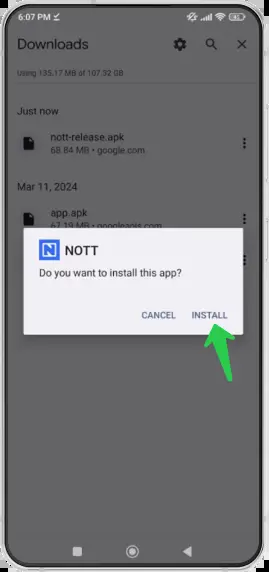 6:07 PM
Downloads
Using 135.17 MB of 107.32 GB
Just now
nott-release.apk
68.84 MB • google.com
Mar 11, 2024
app.apk
67.19 MB • googleapis.com
N NOTT
Do you want to install this app?
CANCEL INSTALL